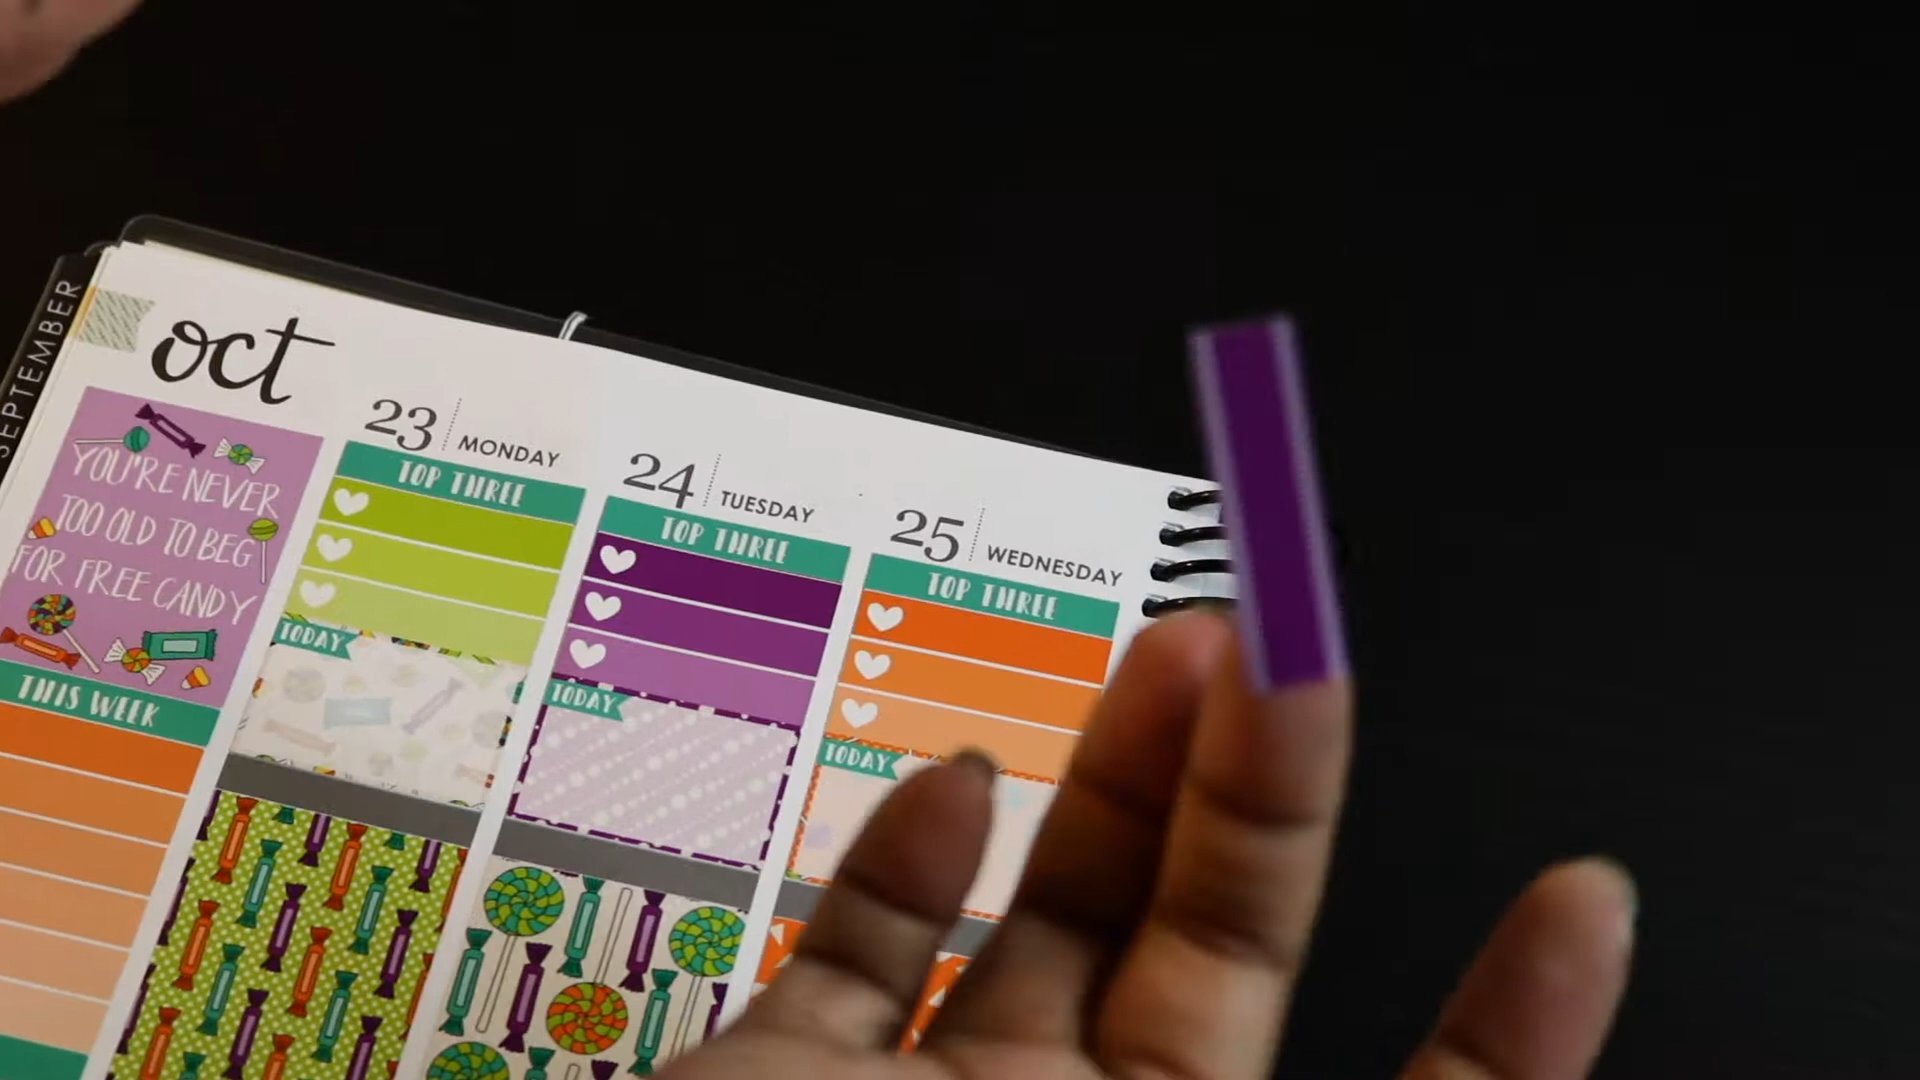 SEPTEMBER
oct
YOU'RE NEVER
TOO OLD TO BEG
FOR FREE CANDY
THIS WEEK
23 MONDAY
TOP THREE
TODAY
24 TUESDAY
TOP THREE
TODAY
25 WEDNESDAY
TOP THREE
TODAY